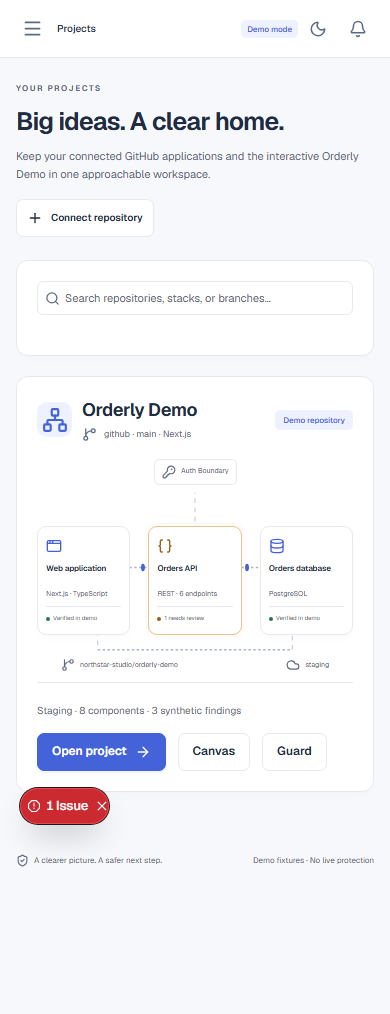 Projects
Demo mode
YOUR PROJECTS
Big ideas. A clear home.
Keep your connected GitHub applications and the interactive Orderly
Demo in one approachable workspace.
Connect repository
Search repositories, stacks, or branches...
Orderly Demo
github · main · Next.js
Demo repository
Auth Boundary
Web application
Next.js · TypeScript
Verified in demo
Orders API
REST · 6 endpoints
1 needs review
Orders database
PostgreSQL
Verified in demo
northstar-studio/orderly-demo
staging
Staging · 8 components · 3 synthetic findings
Open project
Canvas
Guard
1 Issue
A clearer picture. A safer next step.
Demo fixtures · No live protection